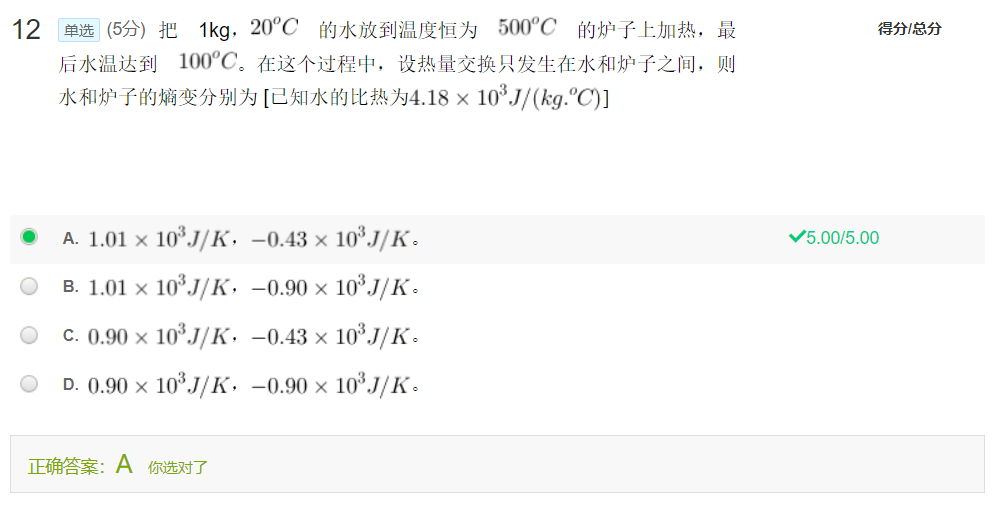 12 单选 (5分) 把 1kg，20°C 的水放到温度恒为 500°C 的炉子上加热，最 得分/总分
后水温达到 100°C。在这个过程中，设热量交换只发生在水和炉子之间，则
水和炉子的熵变分别为 [已知水的比热为4.18 × 10³J/(kg.°C)]
A. 1.01 × 10³J/K，−0.43 × 10³J/K。 5.00/5.00
B. 1.01 × 10³J/K，−0.90 × 10³J/K。
C. 0.90 × 10³J/K，−0.43 × 10³J/K。
D. 0.90 × 10³J/K，−0.90 × 10³J/K。
正确答案：A 你选对了